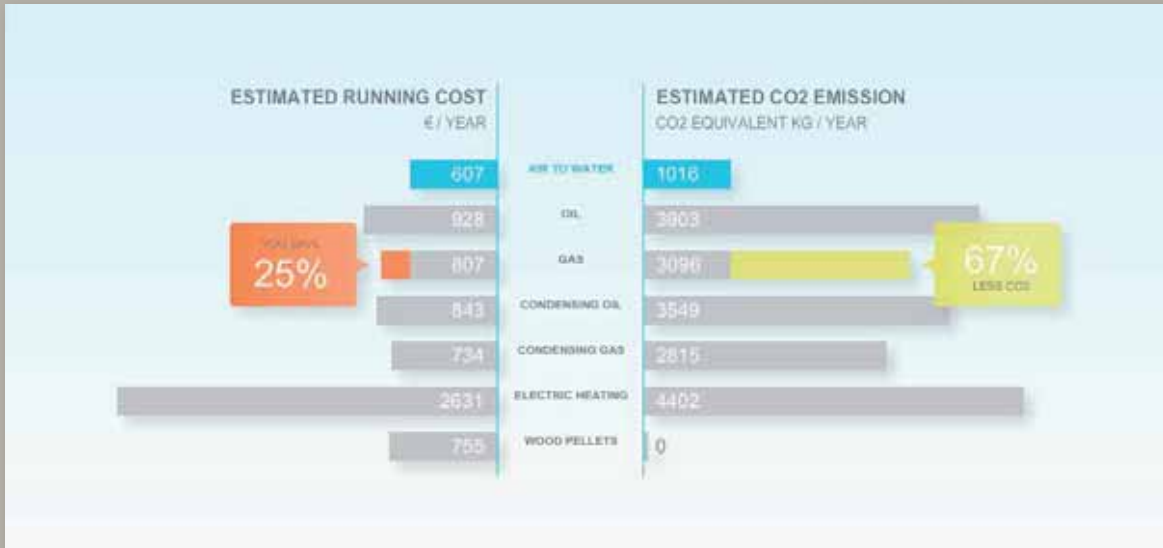 ESTIMATED RUNNING COST
€ / YEAR
ESTIMATED CO2 EMISSION
CO2 EQUIVALENT KG / YEAR
607 AIR TO WATER 1016
928 OIL 3903
YOU SAVE
25%
807 GAS 3096
67%
LESS CO2
843 CONDENSING OIL 3549
734 CONDENSING GAS 2815
2631 ELECTRIC HEATING 4402
755 WOOD PELLETS 0